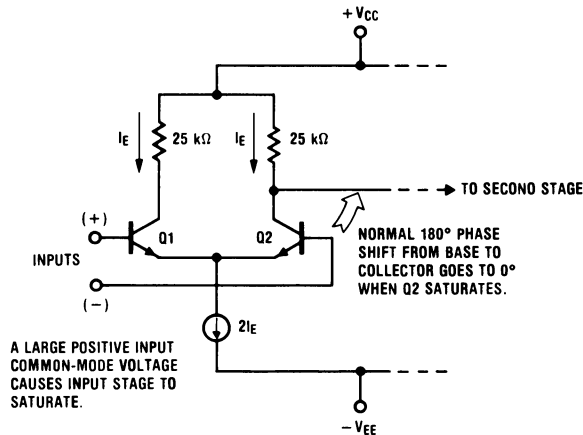 +VCC
IE
25 kΩ
IE
25 kΩ
TO SECOND STAGE
(+)
Q1
Q2
INPUTS
(−)
NORMAL 180° PHASE
SHIFT FROM BASE TO
COLLECTOR GOES TO 0°
WHEN Q2 SATURATES.
2IE
A LARGE POSITIVE INPUT
COMMON-MODE VOLTAGE
CAUSES INPUT STAGE TO
SATURATE.
−VEE